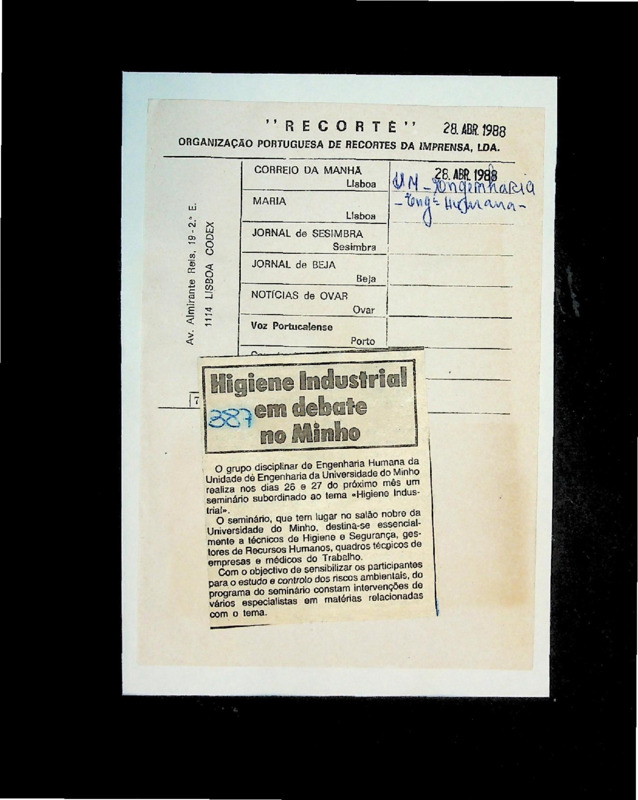 "RECORTE" 28. ABR. 1988
ORGANIZAÇÃO PORTUGUESA DE RECORTES DA IMPRENSA, LDA.
Av. Almirante Reis, 19-2.º E.
1114 LISBOA CODEX
CORREIO DA MANHÃ
Lisboa
28. ABR. 1988
UM - Engenharia
- Engª Humana -
MARIA
Lisboa
JORNAL de SESIMBRA
Sesimbra
JORNAL de BEJA
Beja
NOTÍCIAS de OVAR
Ovar
Voz Portucalense
Porto
Higiene Industrial
em debate
no Minho
387
O grupo disciplinar de Engenharia Humana da
Unidade de Engenharia da Universidade do Minho
realiza nos dias 26 e 27 do próximo mês um
seminário subordinado ao tema «Higiene Indus-
trial».
O seminário, que tem lugar no salão nobre da
Universidade do Minho, destina-se essencial-
mente a técnicos de Higiene e Segurança, ges-
tores de Recursos Humanos, quadros técnicos de
empresas e médicos do Trabalho.
Com o objectivo de sensibilizar os participantes
para o estudo e controlo dos riscos ambientais, do
programa do seminário constam intervenções de
vários especialistas em matérias relacionadas
com o tema.